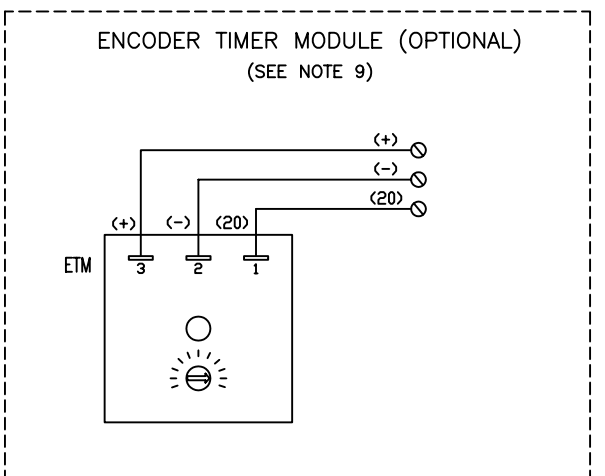 ENCODER TIMER MODULE (OPTIONAL)
(SEE NOTE 9)
(+)
(-)
(20)
(+) (-) (20)
ETM
3 2 1